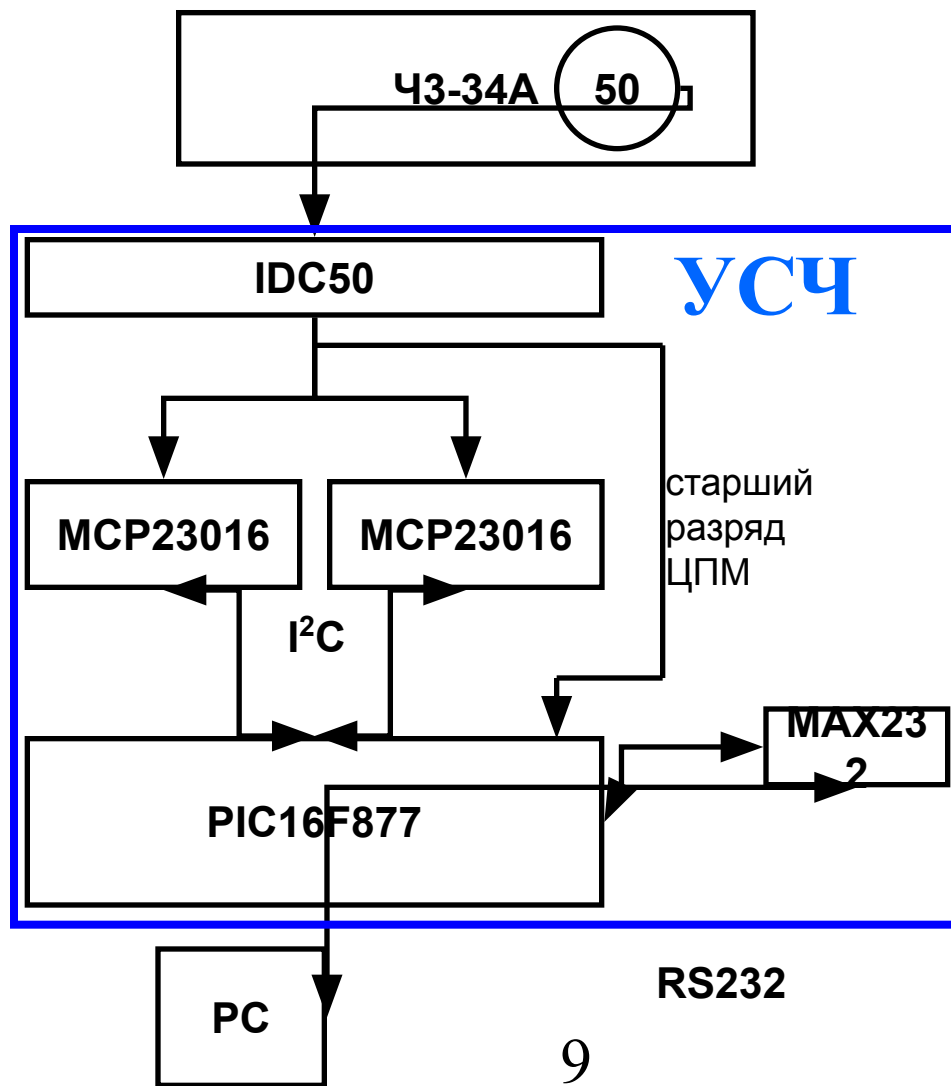 Ч3-34А
50
IDC50
УСЧ
MCP23016
MCP23016
старший
разряд
ЦПМ
I²C
MAX23
2
PIC16F877
RS232
PC
9